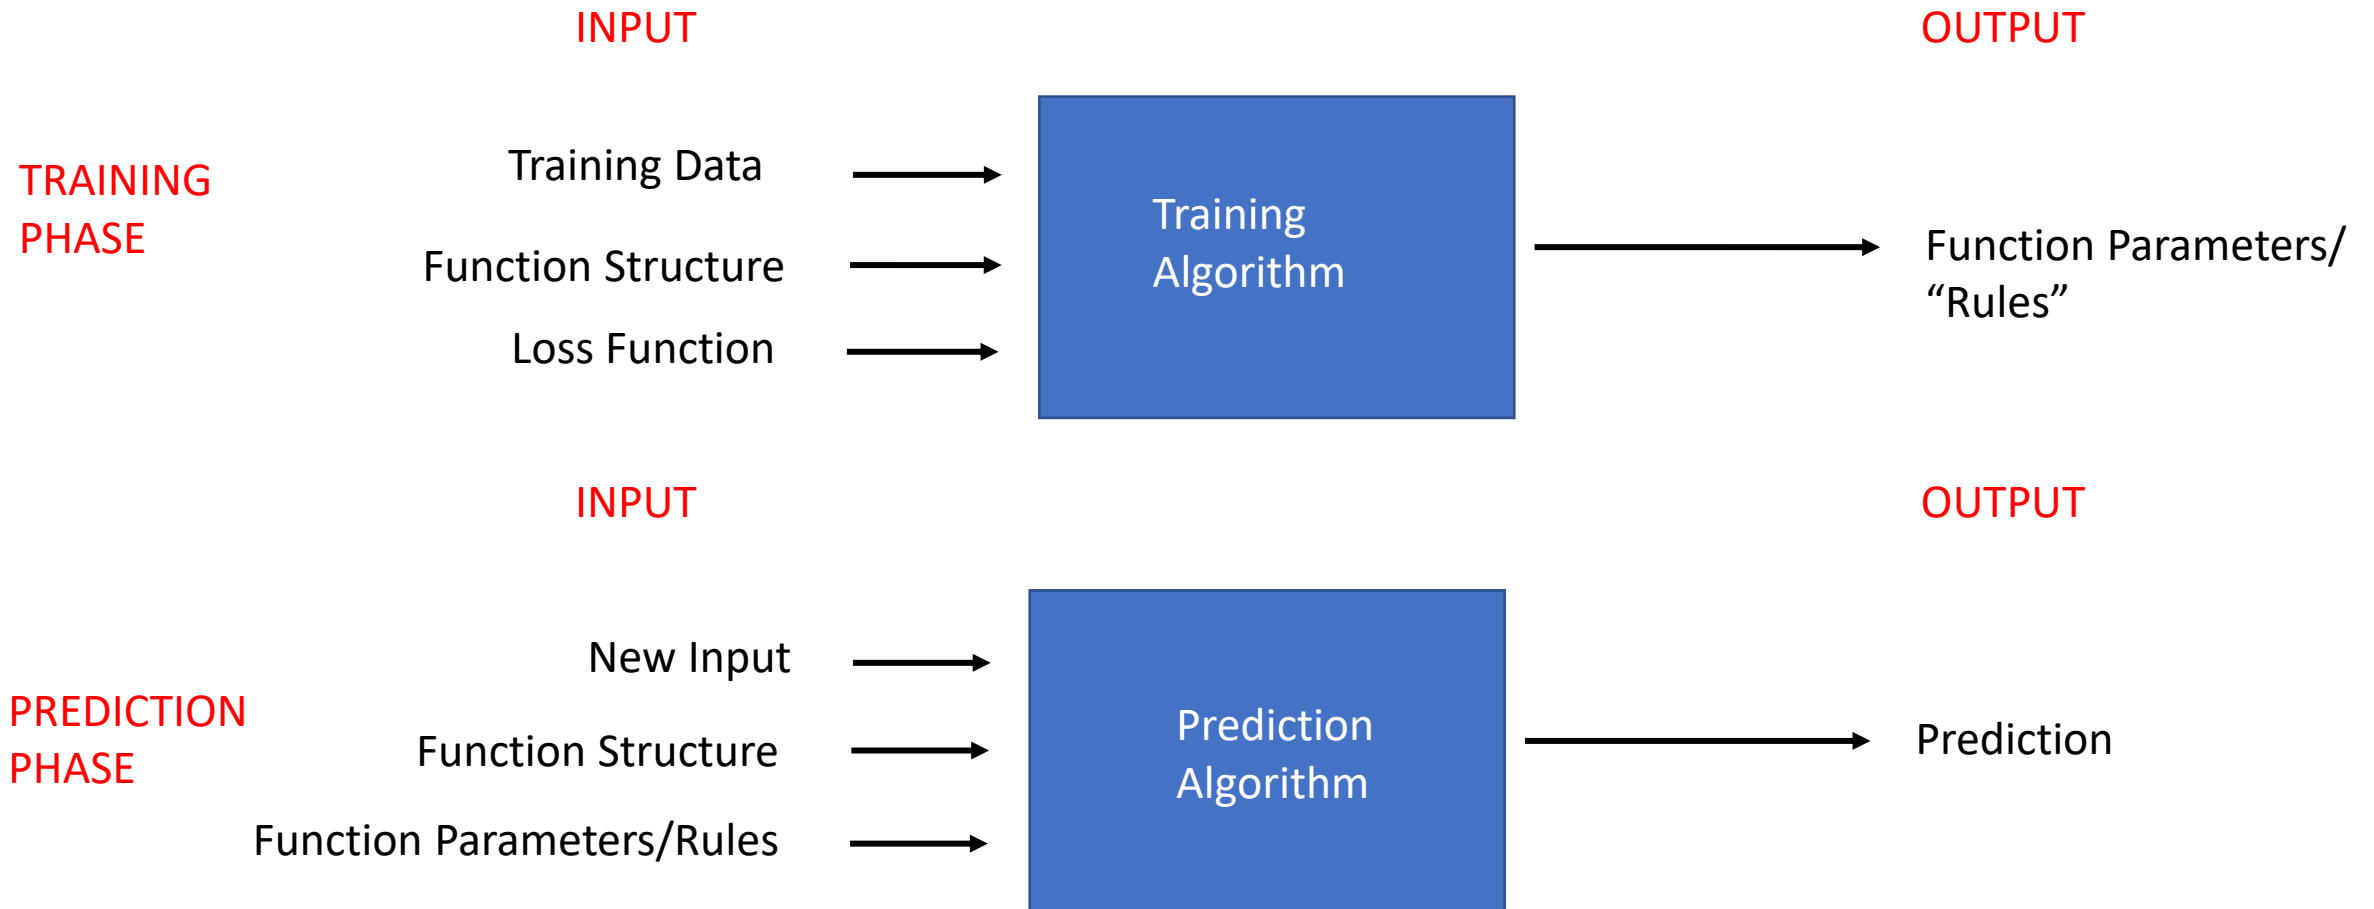 INPUT
OUTPUT
TRAINING
PHASE
Training Data
Function Structure
Loss Function
Training
Algorithm
Function Parameters/
“Rules”
INPUT
OUTPUT
PREDICTION
PHASE
New Input
Function Structure
Function Parameters/Rules
Prediction
Algorithm
Prediction